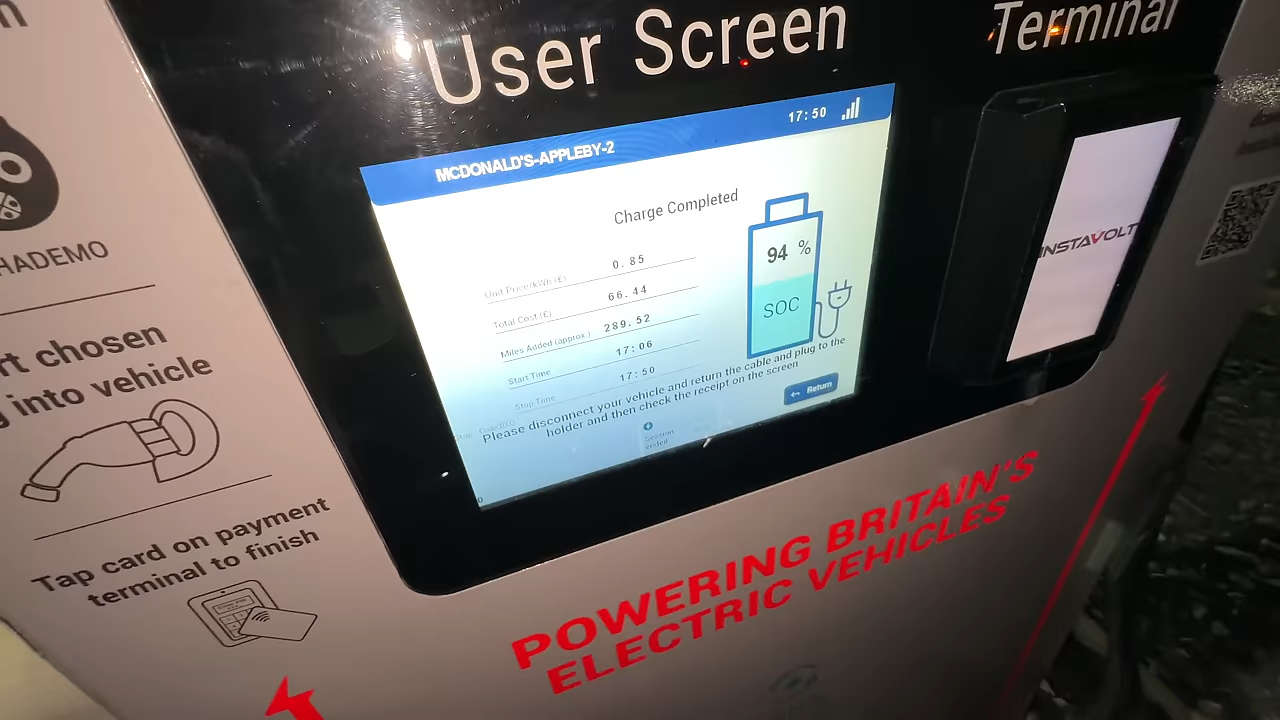 User Screen
Terminal
17:50
MCDONALD'S-APPLEBY-2
Charge Completed
94 %
SOC
Unit Price/kWh (£) 0.85
Total Cost (£) 66.44
Miles Added (approx.) 289.52
Start Time 17:06
Stop Time 17:50
Please disconnect your vehicle and return the cable and plug to the
holder and then check the receipt on the screen
Return
Session
ended
INSTAVOLT
HADEMO
rt chosen
g into vehicle
Tap card on payment
terminal to finish
POWERING BRITAIN'S
ELECTRIC VEHICLES